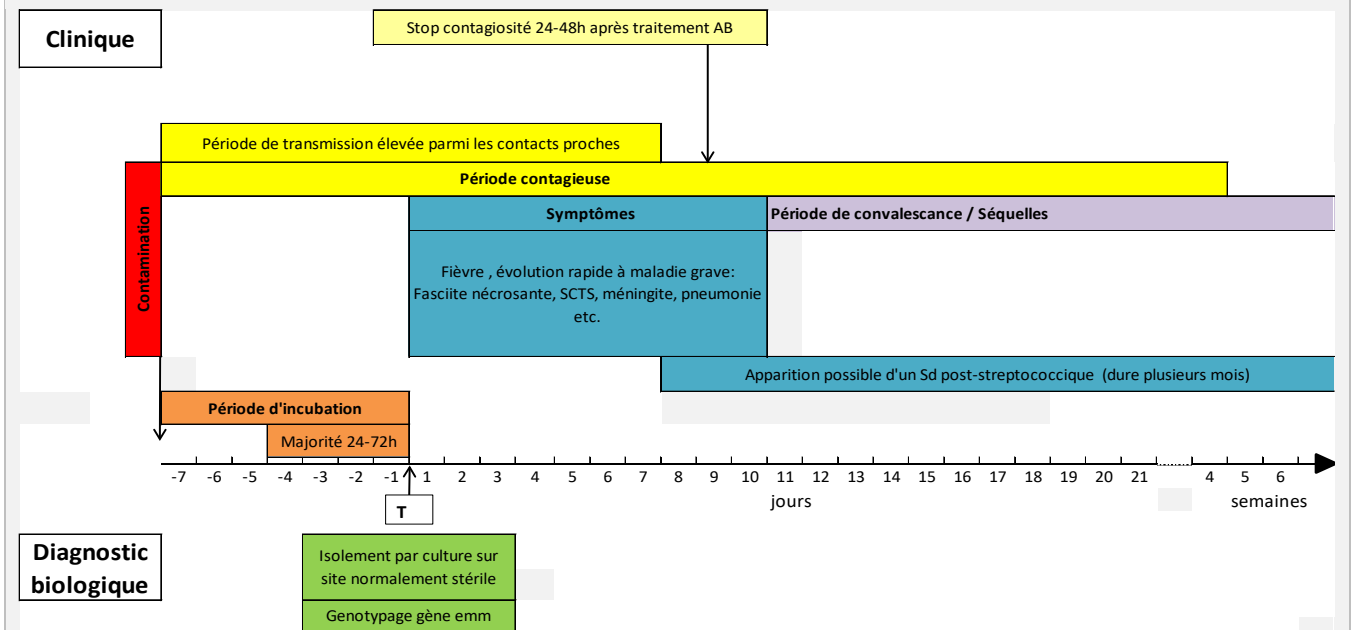 Clinique
Stop contagiosité 24-48h après traitement AB
Période de transmission élevée parmi les contacts proches
Période contagieuse
Contamination
Symptômes
Période de convalescance / Séquelles
Fièvre , évolution rapide à maladie grave:
Fasciite nécrosante, SCTS, méningite, pneumonie
etc.
Apparition possible d'un Sd post-streptococcique (dure plusieurs mois)
Période d'incubation
Majorité 24-72h
-7 -6 -5 -4 -3 -2 -1 1 2 3 4 5 6 7 8 9 10 11 12 13 14 15 16 17 18 19 20 21 4 5 6
jours semaines
T
Diagnostic
biologique
Isolement par culture sur
site normalement stérile
Genotypage gène emm